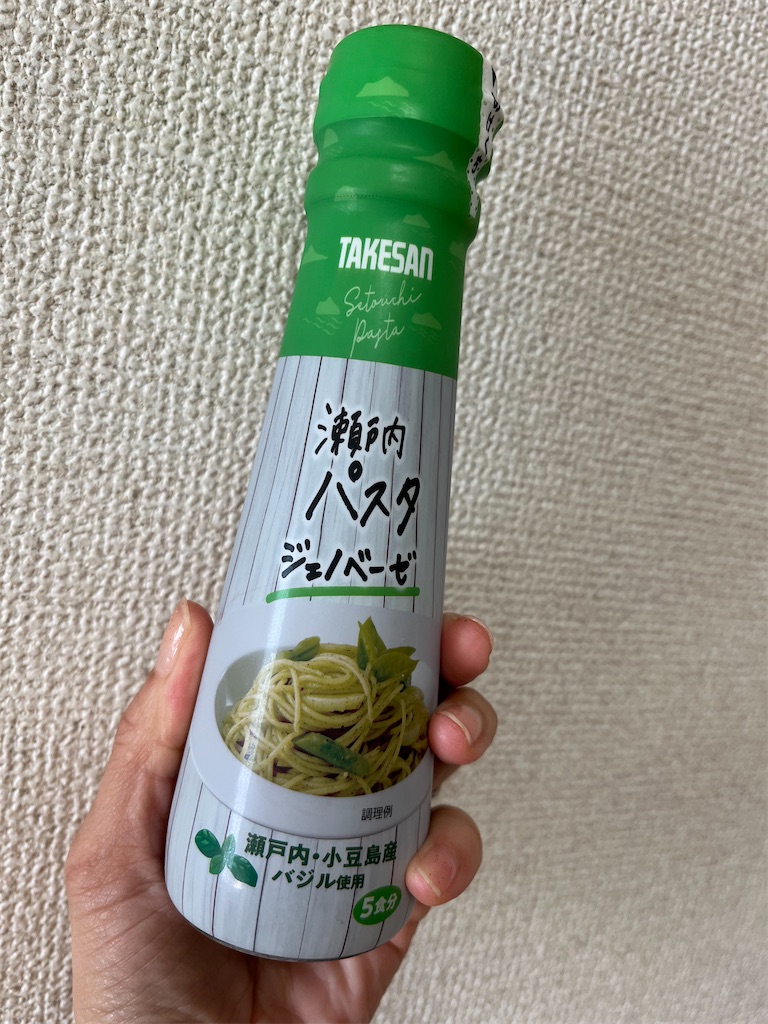 TAKESAN
Setouchi
Pasta
瀬戸内
パスタ
ジェノベーゼ
調理例
瀬戸内・小豆島産
バジル使用
5食分